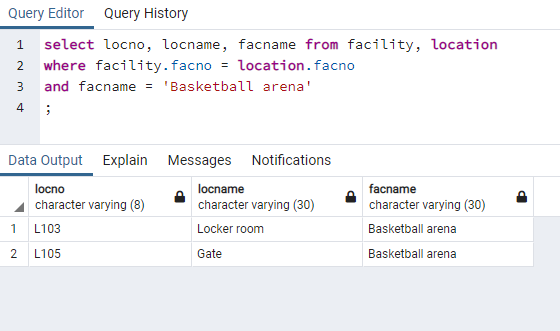 Query Editor Query History
1 select locno, locname, facname from facility, location
2 where facility.facno = location.facno
3 and facname = 'Basketball arena'
4 ;
Data Output Explain Messages Notifications
locno locname facname
character varying (8) character varying (30) character varying (30)
1 L103 Locker room Basketball arena
2 L105 Gate Basketball arena